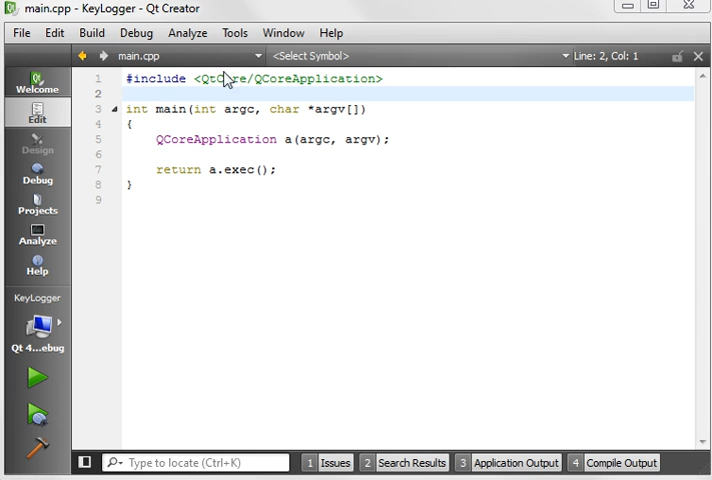 main.cpp - KeyLogger - Qt Creator
File Edit Build Debug Analyze Tools Window Help
main.cpp <Select Symbol> Line: 2, Col: 1
Welcome
Edit
Design
Debug
Projects
Analyze
Help
KeyLogger
Qt 4...ebug
1 #include <QtCore/QCoreApplication>
2
3 int main(int argc, char *argv[])
4 {
5 QCoreApplication a(argc, argv);
6
7 return a.exec();
8 }
9
Type to locate (Ctrl+K) 1 Issues 2 Search Results 3 Application Output 4 Compile Output